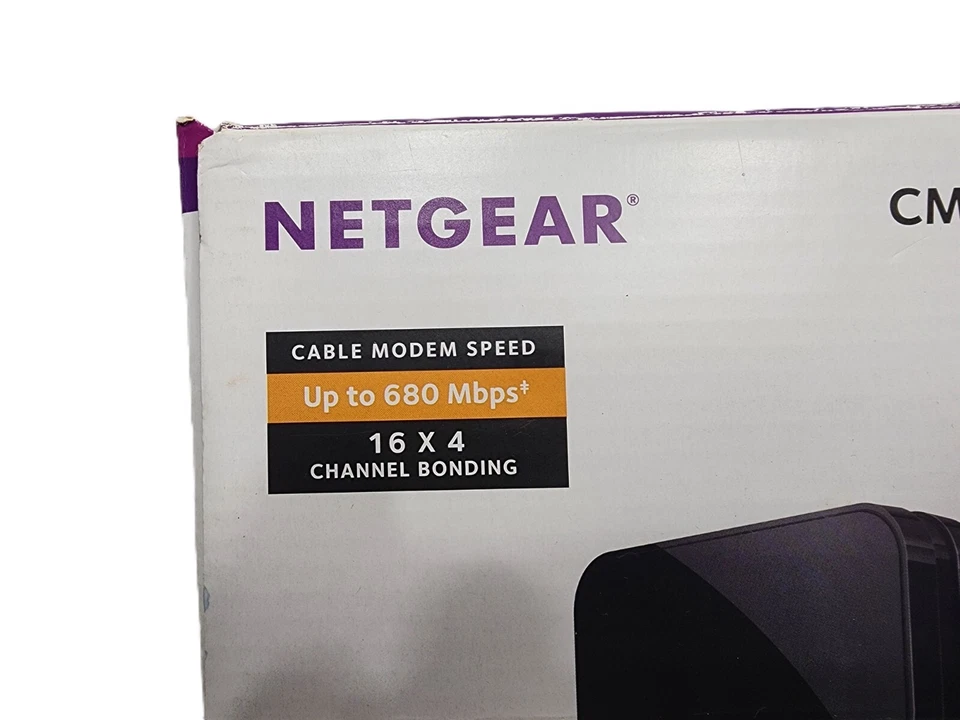 NETGEAR®
CM
CABLE MODEM SPEED
Up to 680 Mbps‡
16 X 4
CHANNEL BONDING